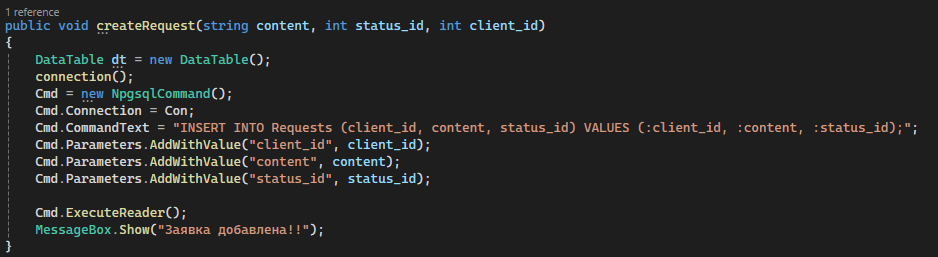 1 reference
public void createRequest(string content, int status_id, int client_id)
{
    DataTable dt = new DataTable();
    connection();
    Cmd = new NpgsqlCommand();
    Cmd.Connection = Con;
    Cmd.CommandText = "INSERT INTO Requests (client_id, content, status_id) VALUES (:client_id, :content, :status_id);";
    Cmd.Parameters.AddWithValue("client_id", client_id);
    Cmd.Parameters.AddWithValue("content", content);
    Cmd.Parameters.AddWithValue("status_id", status_id);

    Cmd.ExecuteReader();
    MessageBox.Show("Заявка добавлена!!");
}